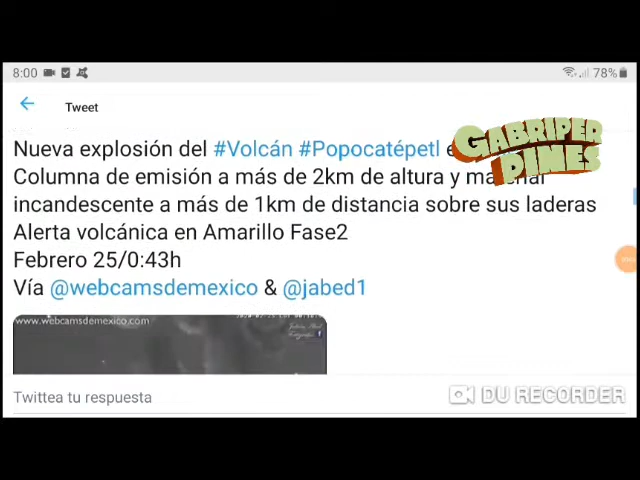 8:00
78%
Tweet
GABRIPER
PINES
Nueva explosión del #Volcán #Popocatépetl
Columna de emisión a más de 2km de altura y material
incandescente a más de 1km de distancia sobre sus laderas
Alerta volcánica en Amarillo Fase2
Febrero 25/0:43h
Vía @webcamsdemexico & @jabed1
www.webcamsdemexico.com
Twittea tu respuesta
DU RECORDER